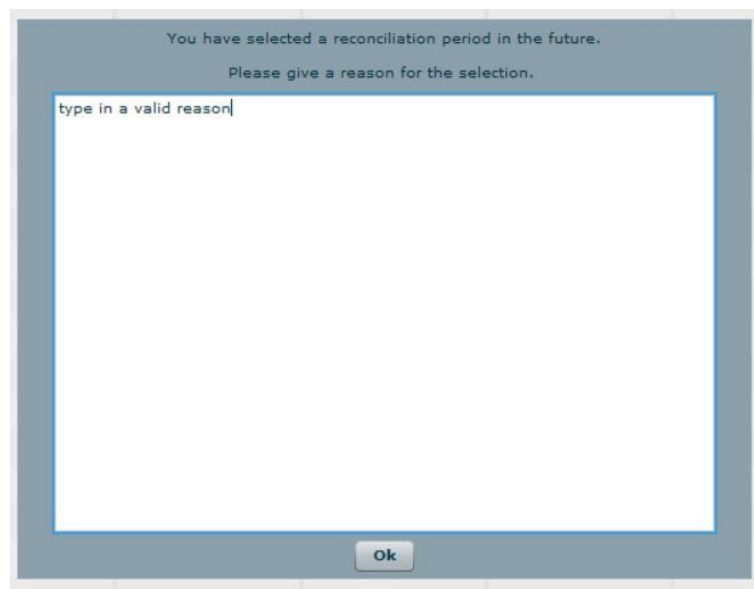 You have selected a reconciliation period in the future.
Please give a reason for the selection.
type in a valid reason
Ok